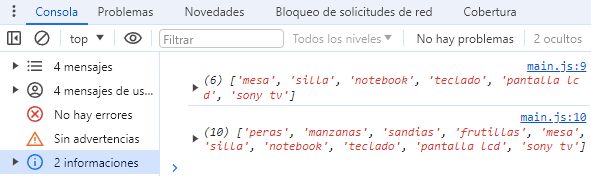 Consola Problemas Novedades Bloqueo de solicitudes de red Cobertura
top Filtrar Todos los niveles No hay problemas 2 ocultos
4 mensajes
4 mensajes de us...
No hay errores
Sin advertencias
2 informaciones
main.js:9
(6) ['mesa', 'silla', 'notebook', 'teclado', 'pantalla lc
d', 'sony tv']
main.js:10
(10) ['peras', 'manzanas', 'sandias', 'frutillas', 'mesa',
'silla', 'notebook', 'teclado', 'pantalla lcd', 'sony tv']